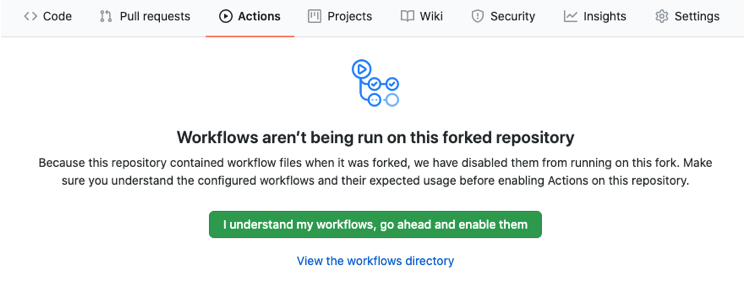 Code Pull requests Actions Projects Wiki Security Insights Settings
Workflows aren’t being run on this forked repository
Because this repository contained workflow files when it was forked, we have disabled them from running on this fork. Make
sure you understand the configured workflows and their expected usage before enabling Actions on this repository.
I understand my workflows, go ahead and enable them
View the workflows directory